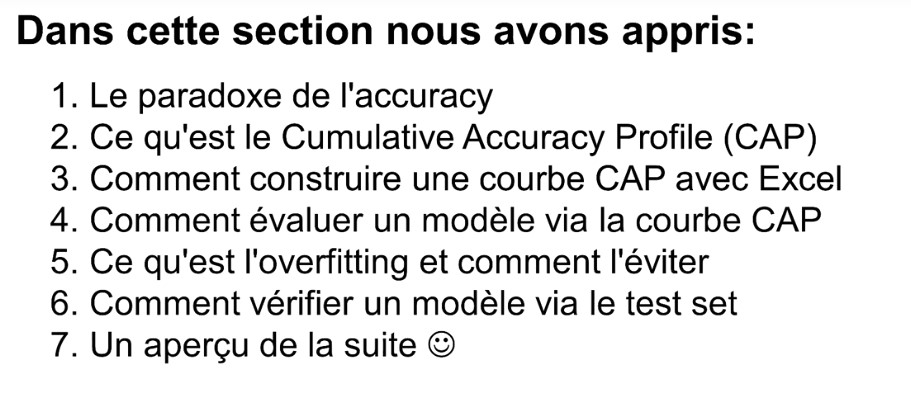 Dans cette section nous avons appris:
1. Le paradoxe de l'accuracy
2. Ce qu'est le Cumulative Accuracy Profile (CAP)
3. Comment construire une courbe CAP avec Excel
4. Comment évaluer un modèle via la courbe CAP
5. Ce qu'est l'overfitting et comment l'éviter
6. Comment vérifier un modèle via le test set
7. Un aperçu de la suite ☺